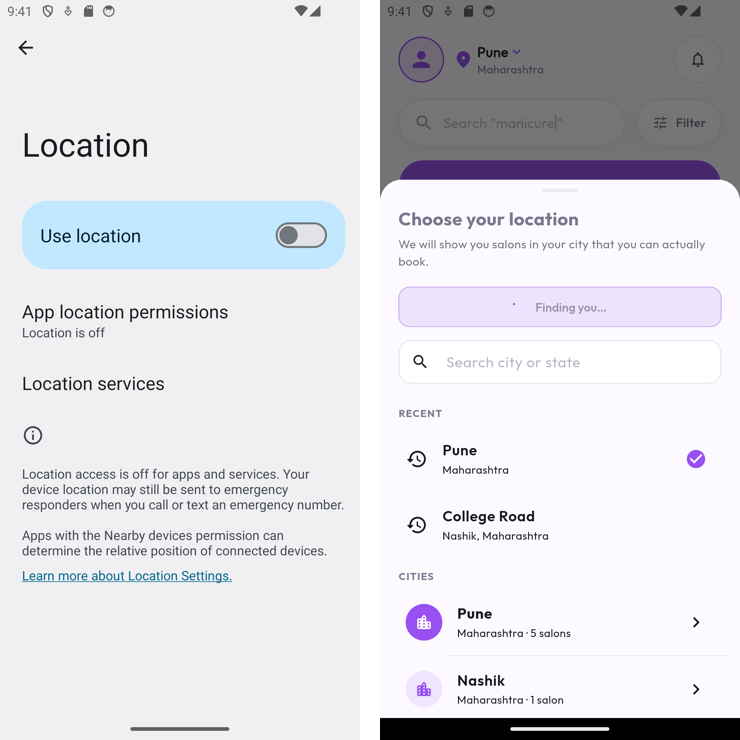 9:41
Location
Use location
App location permissions
Location is off
Location services
Location access is off for apps and services. Your
device location may still be sent to emergency
responders when you call or text an emergency number.
Apps with the Nearby devices permission can
determine the relative position of connected devices.
Learn more about Location Settings.
9:41
Pune
Maharashtra
Search "manicure"
Filter
Choose your location
We will show you salons in your city that you can actually
book.
Finding you...
Search city or state
RECENT
Pune
Maharashtra
College Road
Nashik, Maharashtra
CITIES
Pune
Maharashtra · 5 salons
Nashik
Maharashtra · 1 salon